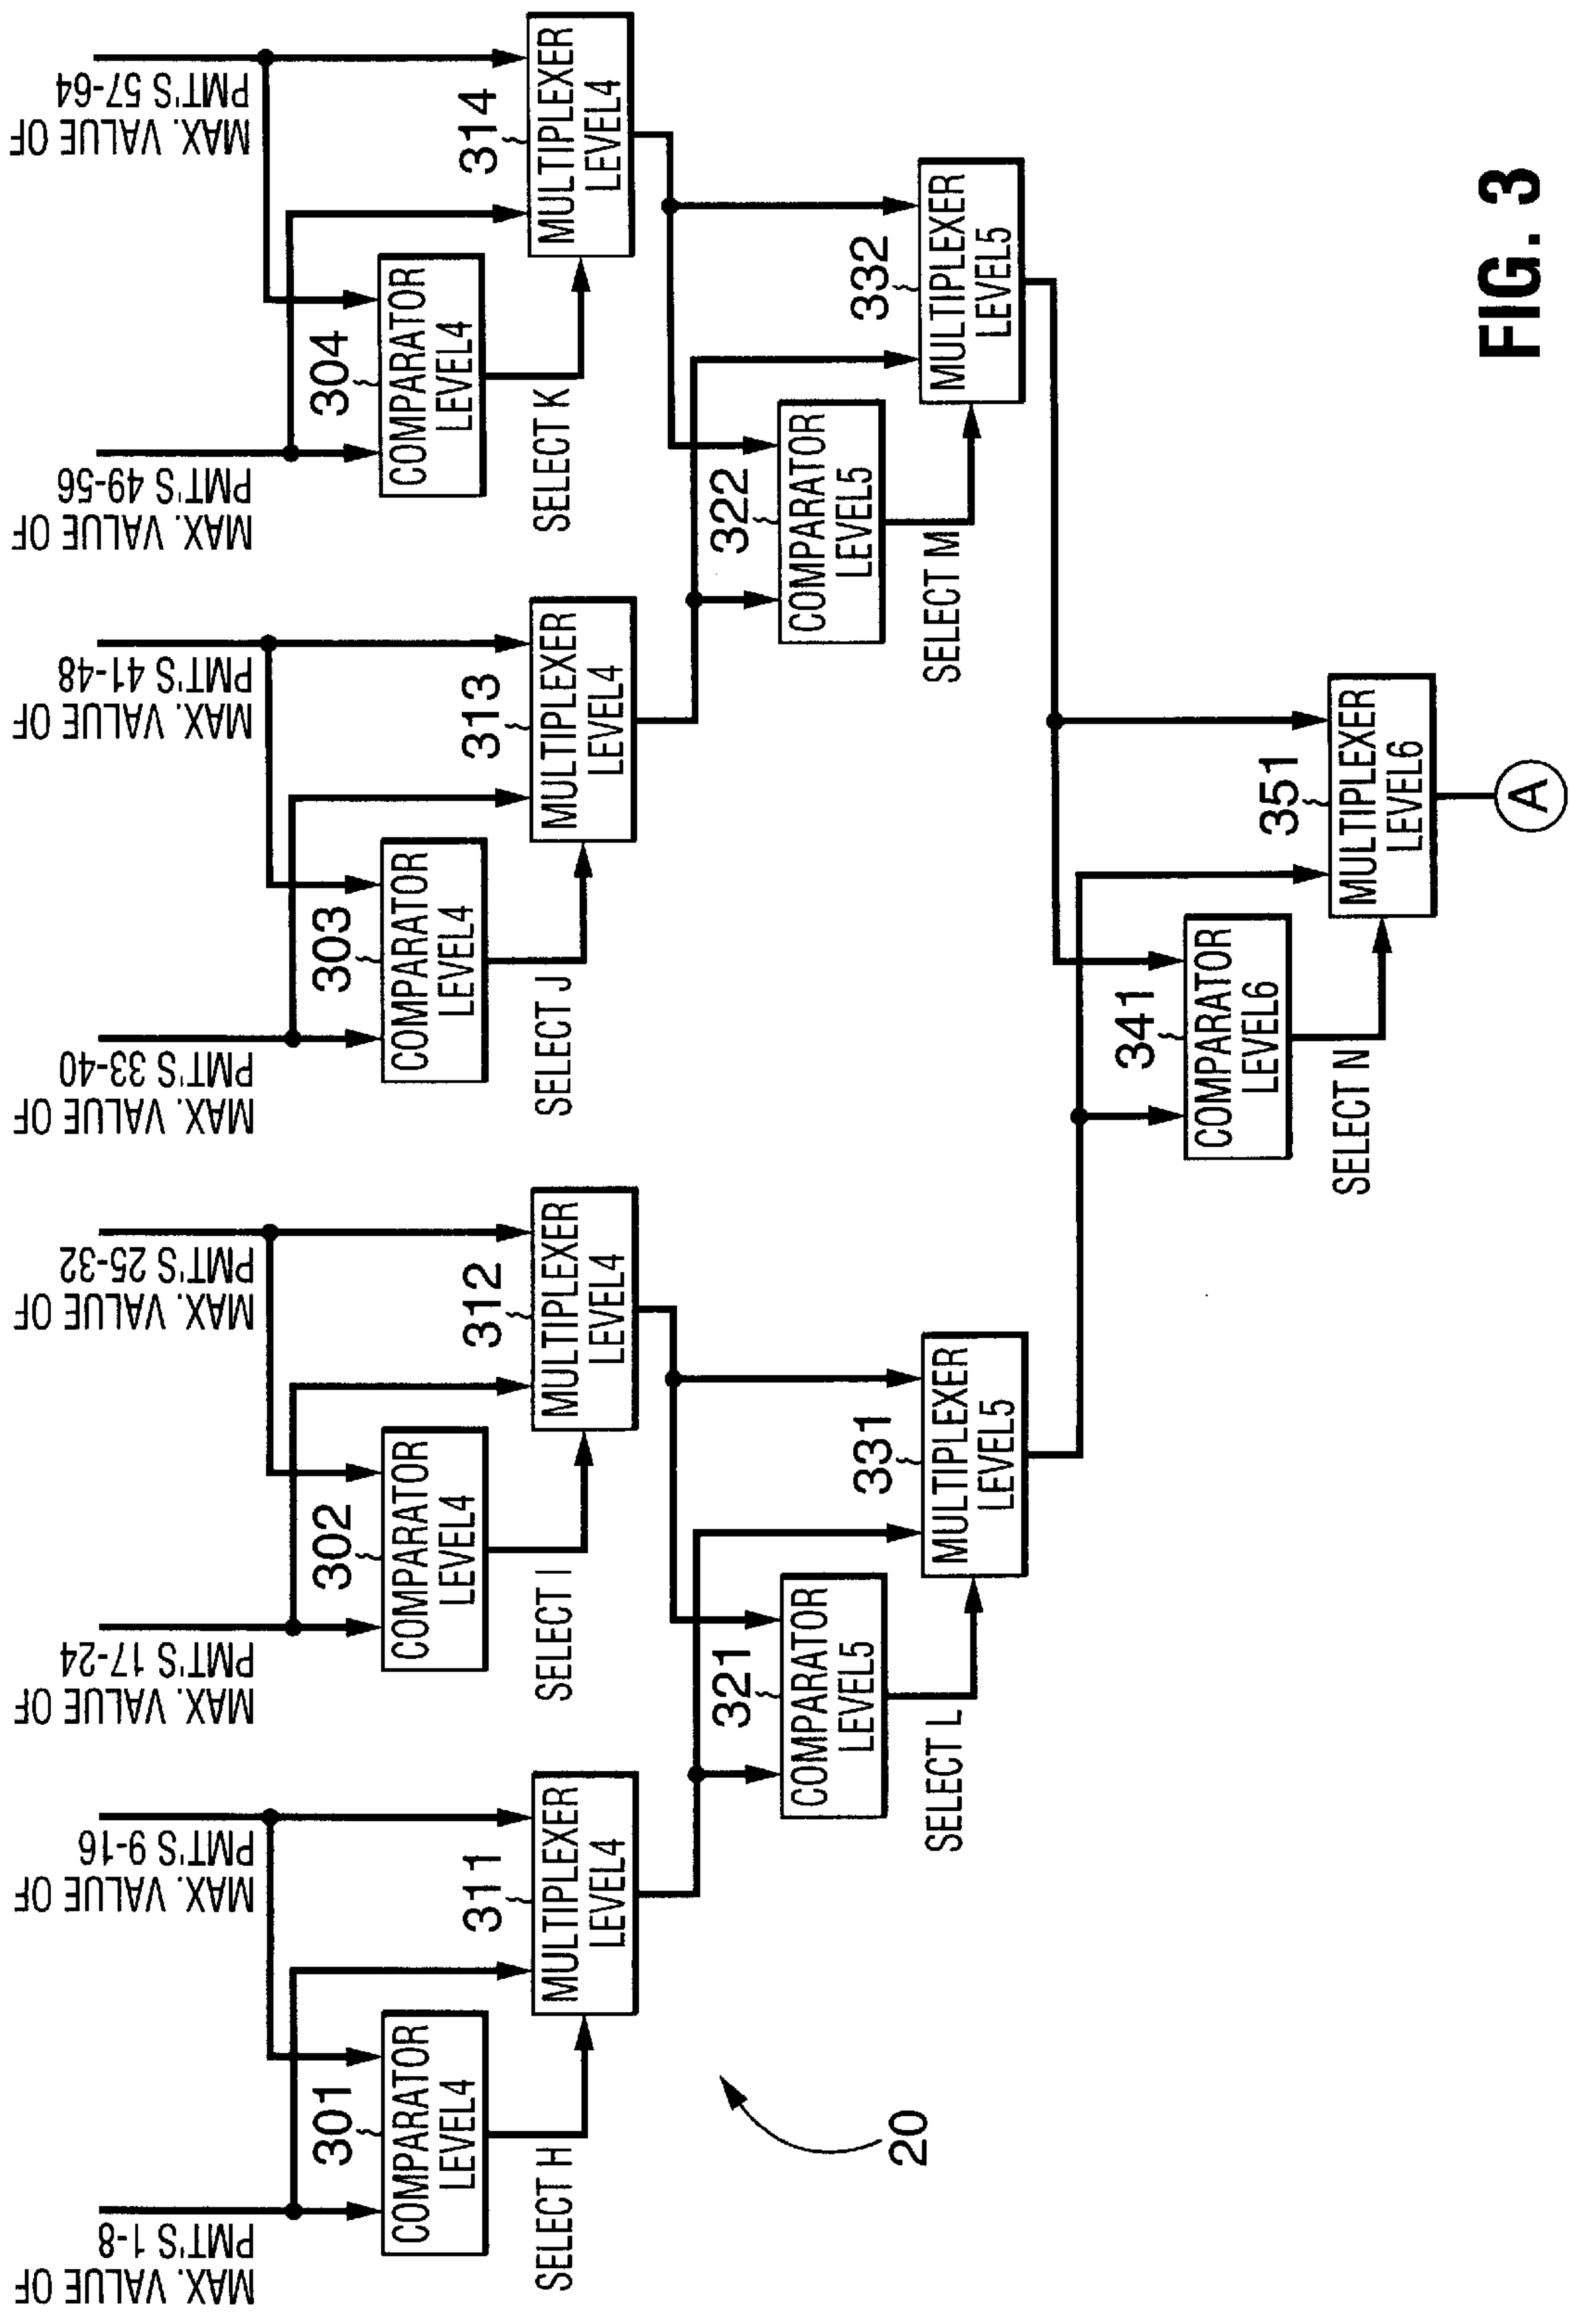 MAX. VALUE OF
PMT'S 1-8
MAX. VALUE OF
PMT'S 9-16
MAX. VALUE OF
PMT'S 17-24
MAX. VALUE OF
PMT'S 25-32
MAX. VALUE OF
PMT'S 33-40
MAX. VALUE OF
PMT'S 41-48
MAX. VALUE OF
PMT'S 49-56
MAX. VALUE OF
PMT'S 57-64
301
COMPARATOR
LEVEL4
SELECT H
311
MULTIPLEXER
LEVEL4
302
COMPARATOR
LEVEL4
SELECT I
312
MULTIPLEXER
LEVEL4
303
COMPARATOR
LEVEL4
SELECT J
313
MULTIPLEXER
LEVEL4
304
COMPARATOR
LEVEL4
SELECT K
314
MULTIPLEXER
LEVEL4
321
COMPARATOR
LEVEL5
SELECT L
331
MULTIPLEXER
LEVEL5
322
COMPARATOR
LEVEL5
SELECT M
332
MULTIPLEXER
LEVEL5
20
341
COMPARATOR
LEVEL6
SELECT N
351
MULTIPLEXER
LEVEL6
A
FIG. 3